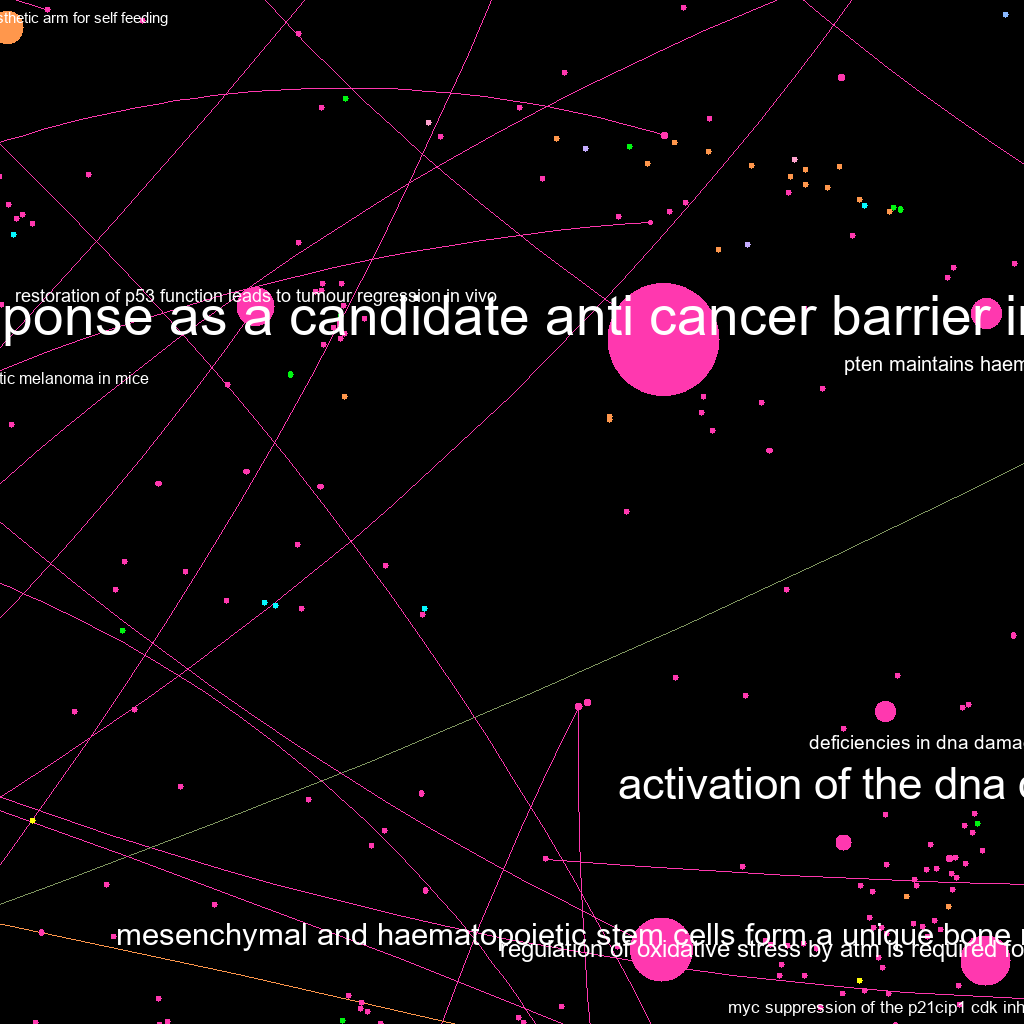 sthetic arm for self feeding
restoration of p53 function leads to tumour regression in vivo
ponse as a candidate anti cancer barrier in
pten maintains haem
tic melanoma in mice
deficiencies in dna damag
activation of the dna
mesenchymal and haematopoietic stem cells form a unique bone
regulation of oxidative stress by atm is required fo
myc suppression of the p21cip1 cdk inh